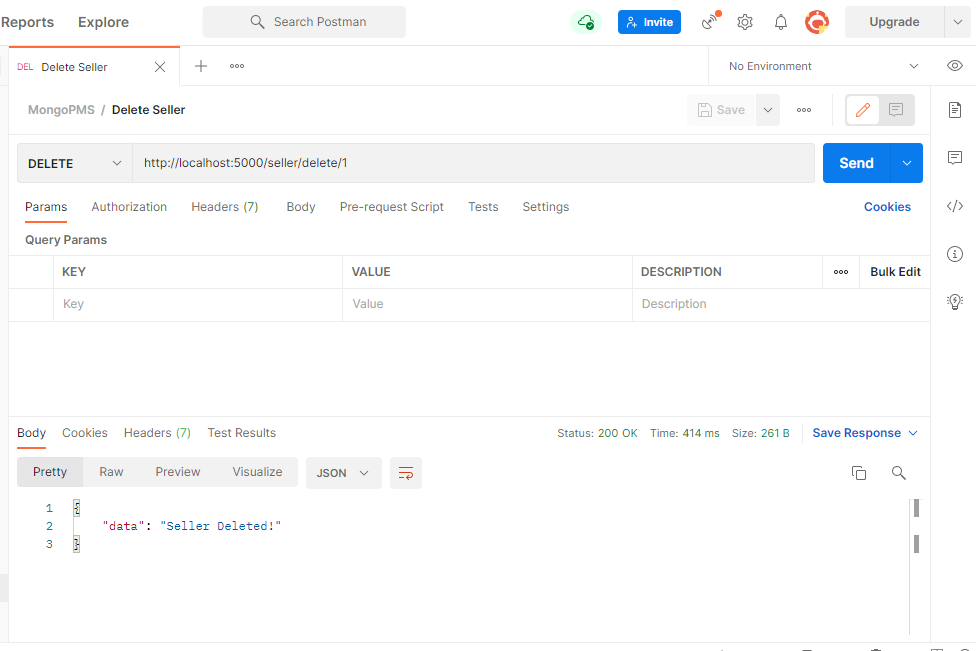 Reports Explore Search Postman Invite Upgrade
DEL Delete Seller No Environment
MongoPMS / Delete Seller Save
DELETE http://localhost:5000/seller/delete/1 Send
Params Authorization Headers (7) Body Pre-request Script Tests Settings Cookies
Query Params
KEY VALUE DESCRIPTION Bulk Edit
Key Value Description
Body Cookies Headers (7) Test Results Status: 200 OK Time: 414 ms Size: 261 B Save Response
Pretty Raw Preview Visualize JSON
1 {
2 "data": "Seller Deleted!"
3 }